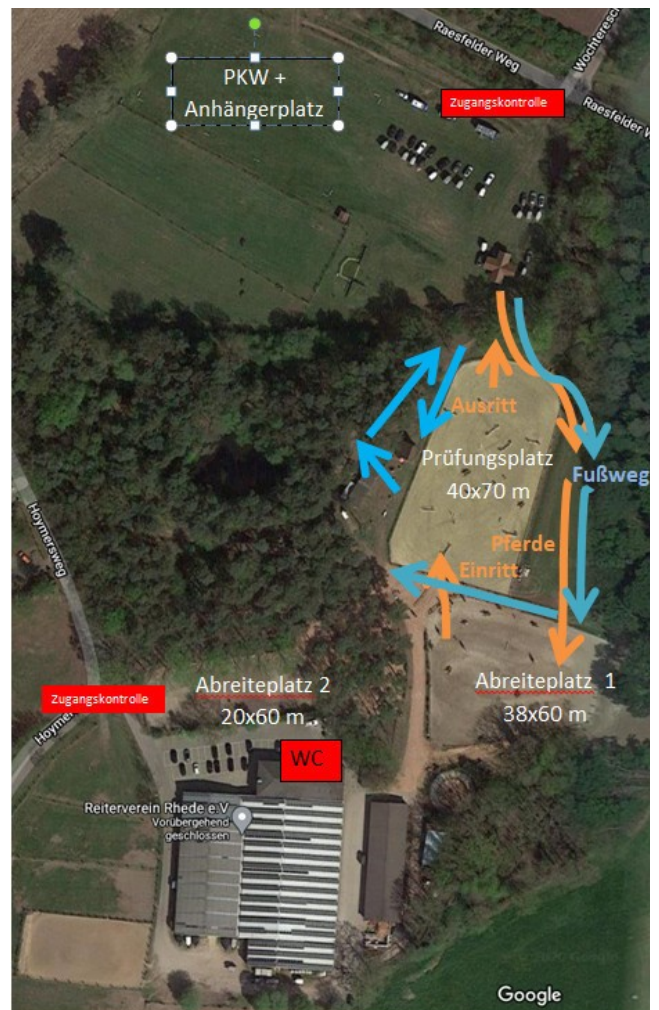 Raesfelder Weg
PKW +
Anhängerplatz
Zugangskontrolle
Ausritt
Prüfungsplatz
40x70 m
Fußweg
Hoymersweg
Pferde
Einritt
Abreiteplatz 2
20x60 m
Abreiteplatz 1
38x60 m
Zugangskontrolle
WC
Reiterverein Rhede e.V
Vorübergehend
geschlossen
Google